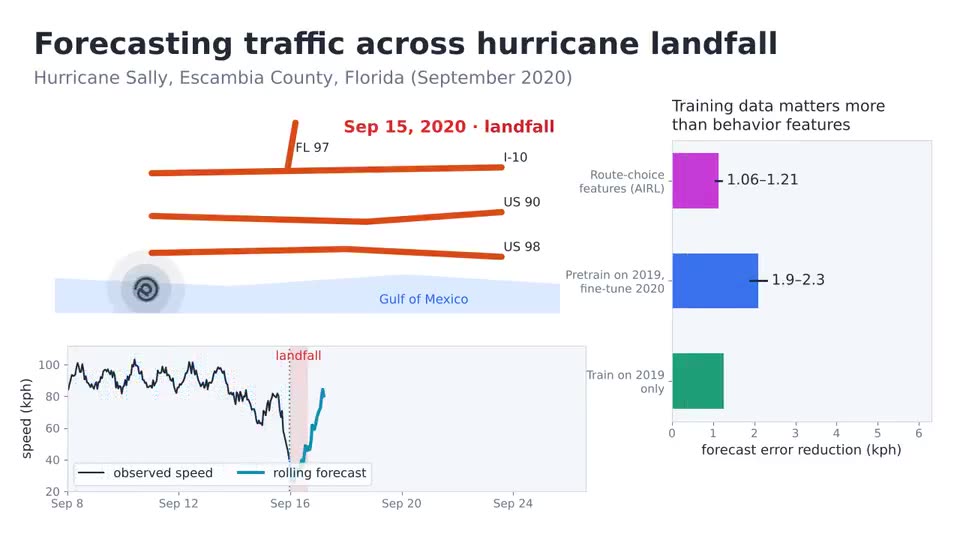 Forecasting traffic across hurricane landfall
Hurricane Sally, Escambia County, Florida (September 2020)
Sep 15, 2020 · landfall
FL 97
I-10
US 90
US 98
Gulf of Mexico
landfall
speed (kph)
100
80
60
40
20
observed speed
rolling forecast
Sep 8
Sep 12
Sep 16
Sep 20
Sep 24
Training data matters more
than behavior features
Route-choice
features (AIRL)
1.06–1.21
Pretrain on 2019,
fine-tune 2020
1.9–2.3
Train on 2019
only
0
1
2
3
4
5
6
forecast error reduction (kph)